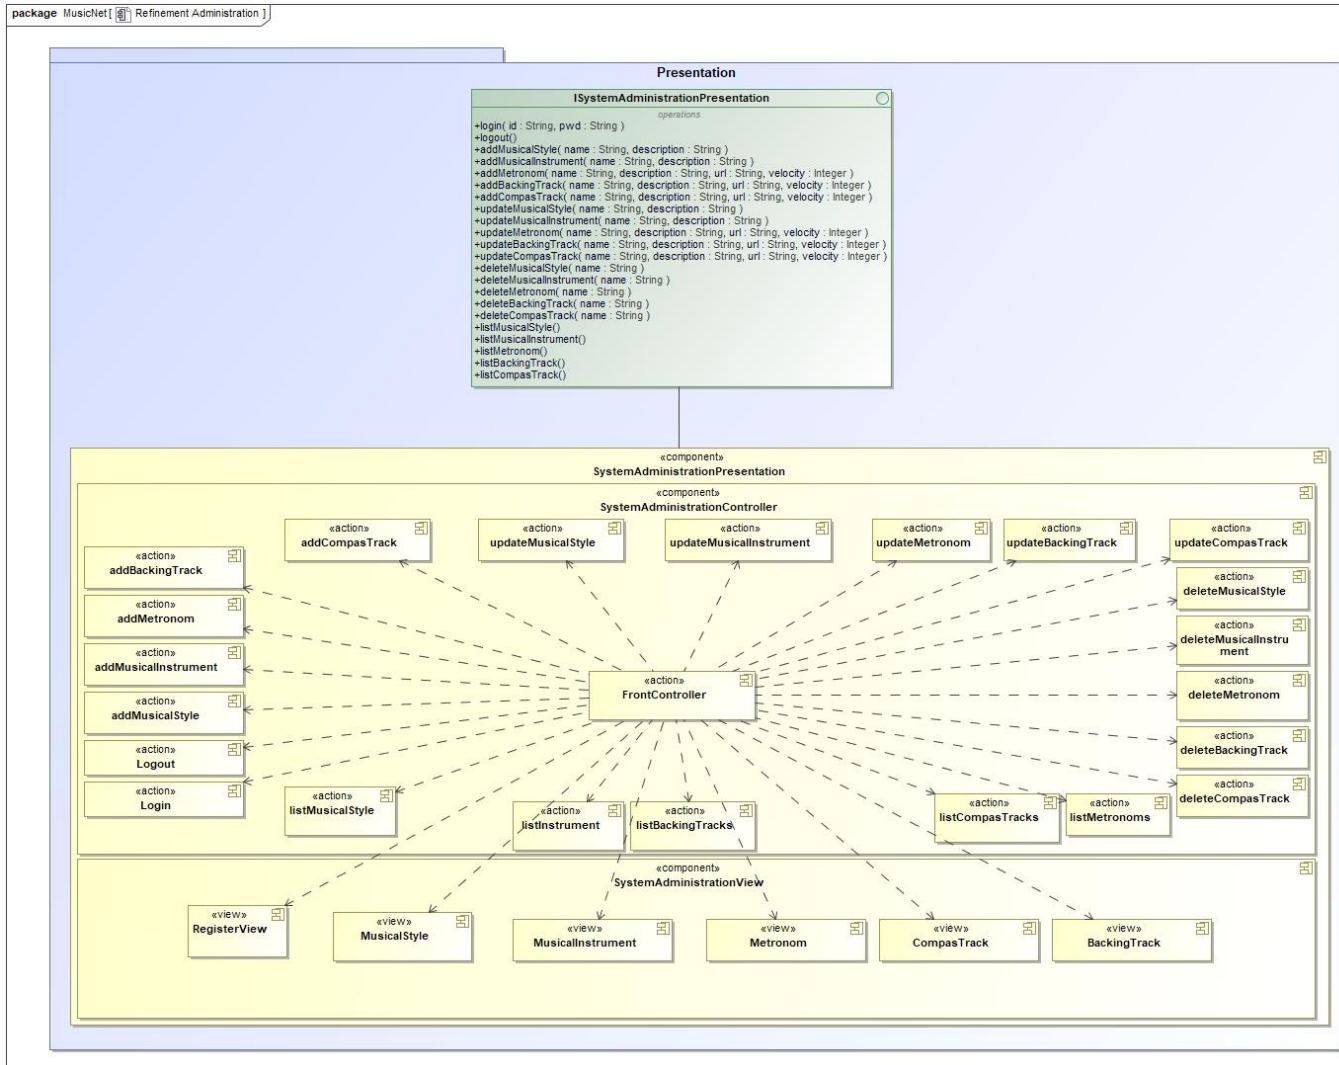 package MusicNet [ Refinement Administration ]
Presentation
ISystemAdministrationPresentation
operations
+login( id : String, pwd : String )
+logout()
+addMusicalStyle( name : String, description : String )
+addMusicalInstrument( name : String, description : String )
+addMetronom( name : String, description : String, url : String, velocity : Integer )
+addBackingTrack( name : String, description : String, url : String, velocity : Integer )
+addCompasTrack( name : String, description : String, url : String, velocity : Integer )
+updateMusicalStyle( name : String, description : String )
+updateMusicalInstrument( name : String, description : String )
+updateMetronom( name : String, description : String, url : String, velocity : Integer )
+updateBackingTrack( name : String, description : String, url : String, velocity : Integer )
+updateCompasTrack( name : String, description : String, url : String, velocity : Integer )
+deleteMusicalStyle( name : String )
+deleteMusicalInstrument( name : String )
+deleteMetronom( name : String )
+deleteBackingTrack( name : String )
+deleteCompasTrack( name : String )
+listMusicalStyle()
+listMusicalInstrument()
+listMetronom()
+listBackingTrack()
+listCompasTrack()
«component»
SystemAdministrationPresentation
«component»
SystemAdministrationController
«action»
addCompasTrack
«action»
updateMusicalStyle
«action»
updateMusicalInstrument
«action»
updateMetronom
«action»
updateBackingTrack
«action»
updateCompasTrack
«action»
addBackingTrack
«action»
deleteMusicalStyle
«action»
addMetronom
«action»
deleteMusicalInstru
ment
«action»
addMusicalInstrument
«action»
FrontController
«action»
deleteMetronom
«action»
addMusicalStyle
«action»
deleteBackingTrack
«action»
Logout
«action»
deleteCompasTrack
«action»
Login
«action»
listMusicalStyle
«action»
listInstrument
«action»
listBackingTracks
«action»
listCompasTracks
«action»
listMetronoms
«component»
SystemAdministrationView
«view»
RegisterView
«view»
MusicalStyle
«view»
MusicalInstrument
«view»
Metronom
«view»
CompasTrack
«view»
BackingTrack